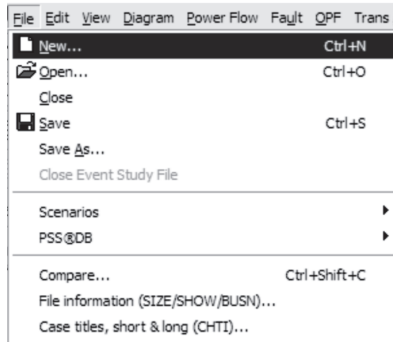 File Edit View Diagram Power Flow Fault OPF Trans
New... Ctrl+N
Open... Ctrl+O
Close
Save Ctrl+S
Save As...
Close Event Study File
Scenarios
PSS®DB
Compare... Ctrl+Shift+C
File information (SIZE/SHOW/BUSN)...
Case titles, short & long (CHTI)...